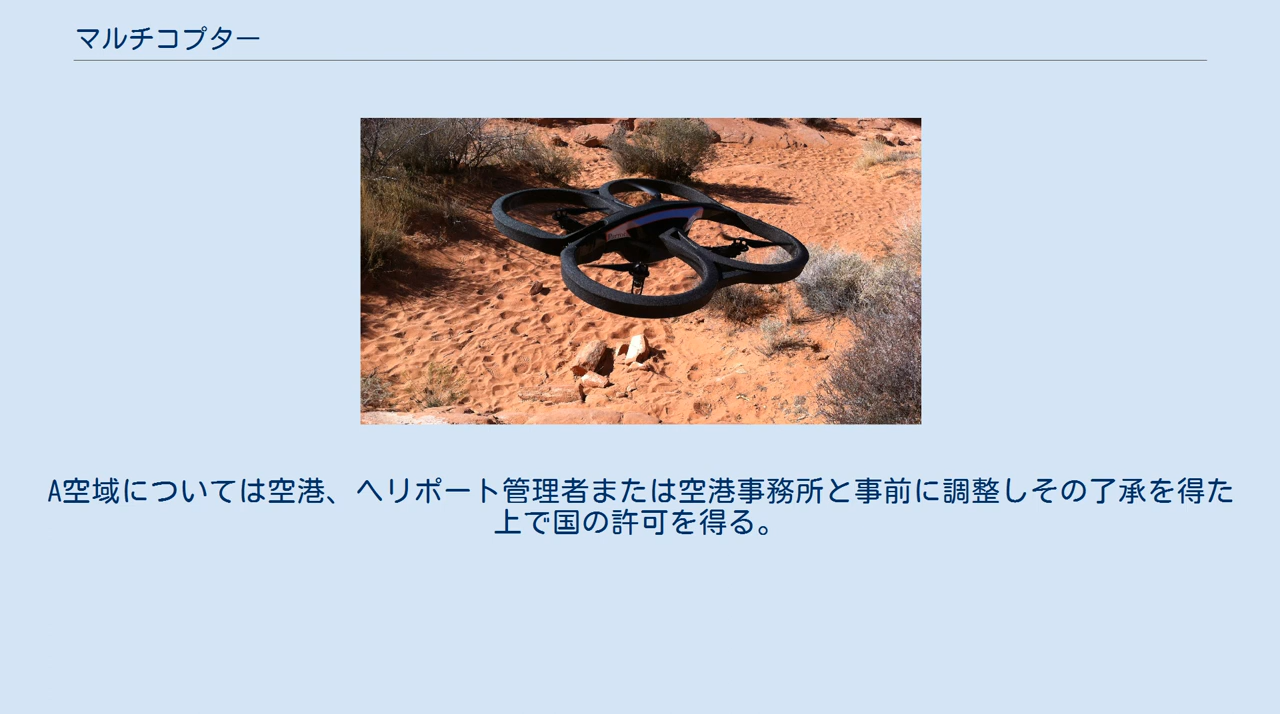 マルチコプター
A空域については空港、ヘリポート管理者または空港事務所と事前に調整しその了承を得た
上で国の許可を得る。